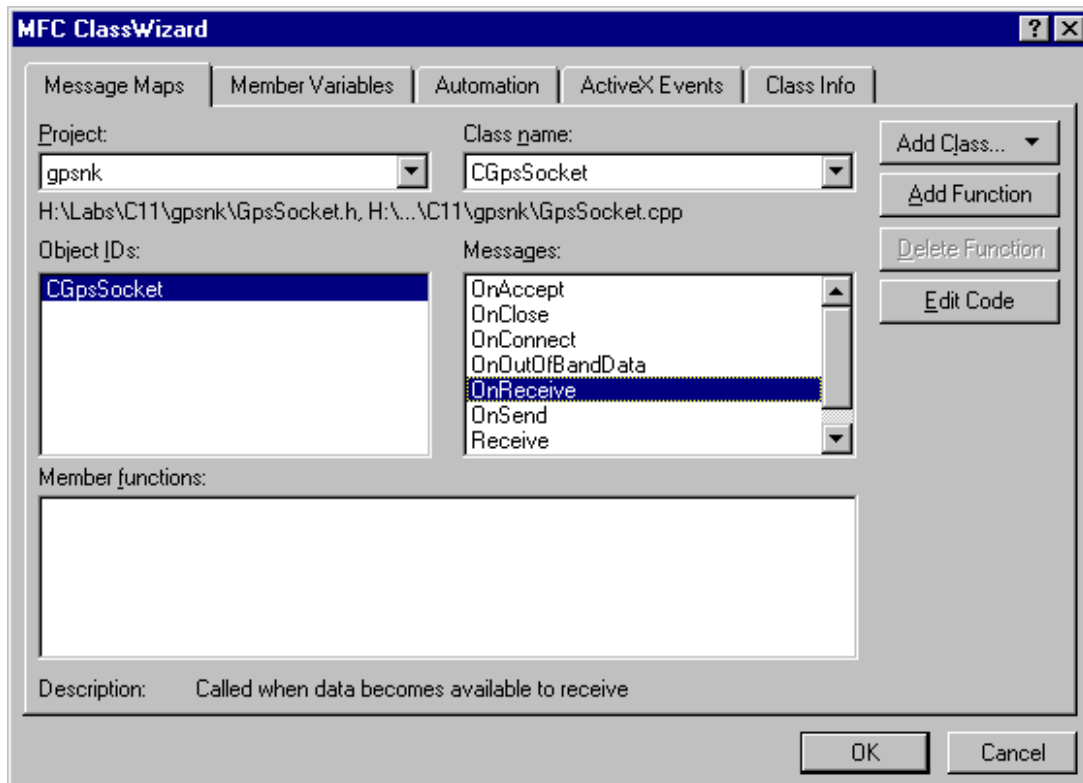 MFC ClassWizard
Message Maps Member Variables Automation ActiveX Events Class Info
Project: Class name:
Add Class...
gpsnk CGpsSocket
Add Function
H:\Labs\C11\gpsnk\GpsSocket.h, H:\...\C11\gpsnk\GpsSocket.cpp
Object IDs: Messages:
Delete Function
CGpsSocket
OnAccept
OnClose
Edit Code
OnConnect
OnOutOfBandData
OnReceive
OnSend
Receive
Member functions:
Description: Called when data becomes available to receive
OK Cancel